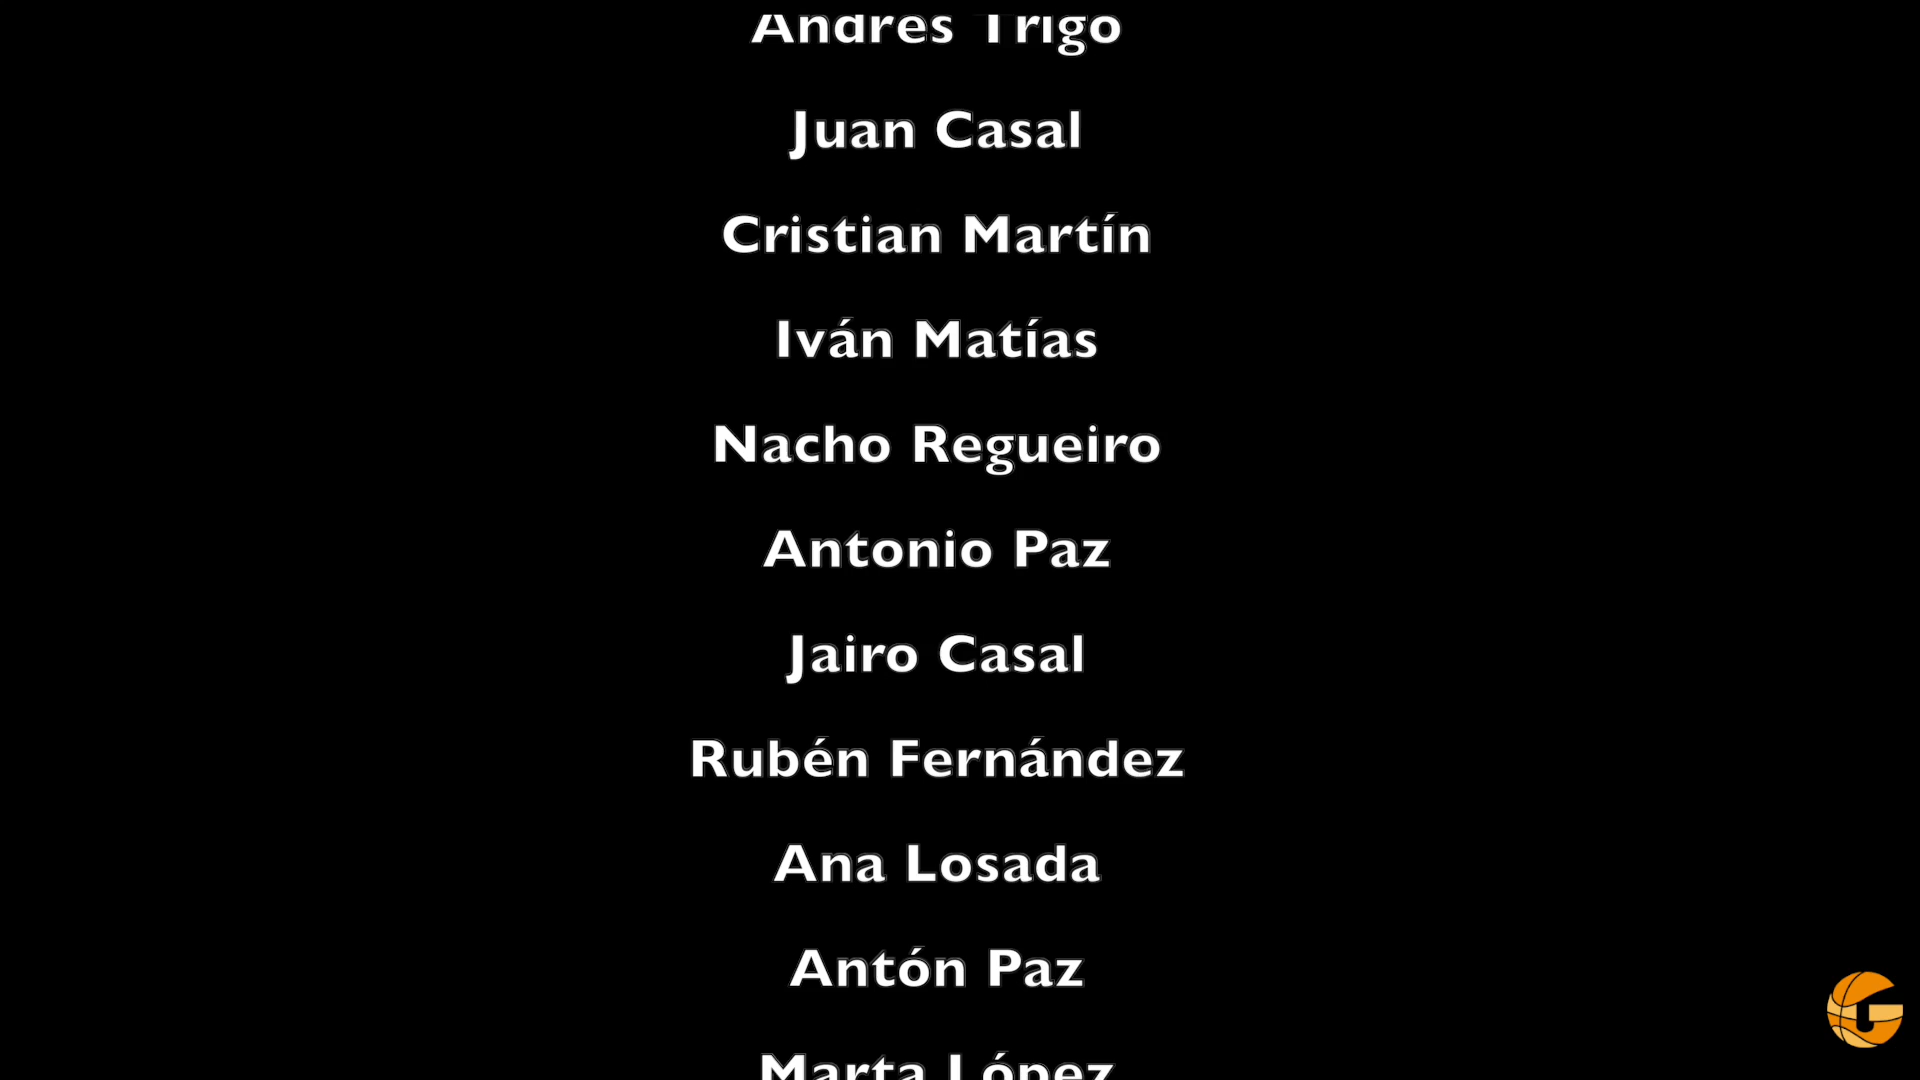 Andrés Trigo
Juan Casal
Cristian Martín
Iván Matías
Nacho Regueiro
Antonio Paz
Jairo Casal
Rubén Fernández
Ana Losada
Antón Paz
Marta López
G